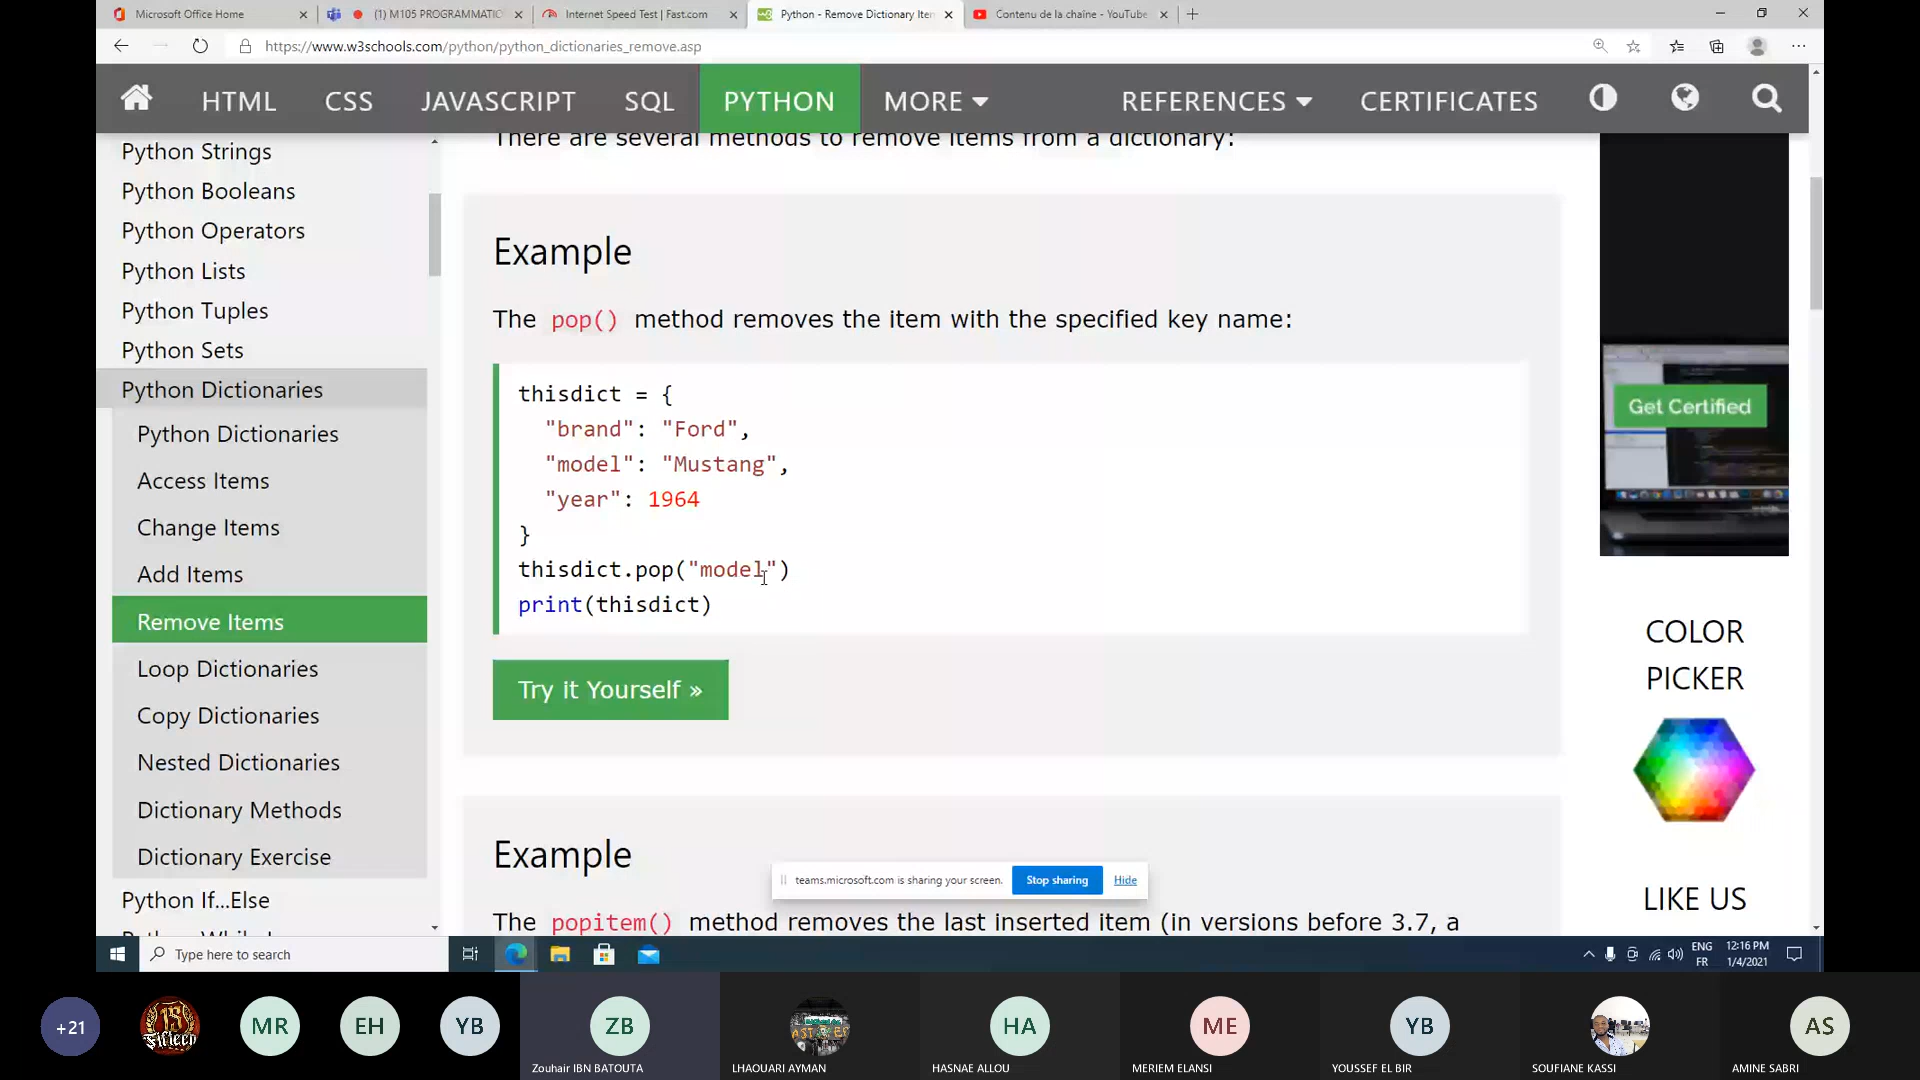 Microsoft Office Home
(1) M105 PROGRAMMATIC
Internet Speed Test | Fast.com
Python - Remove Dictionary Iten
Contenu de la chaîne - YouTube
https://www.w3schools.com/python/python_dictionaries_remove.asp
HTML CSS JAVASCRIPT SQL PYTHON MORE REFERENCES CERTIFICATES
Python Strings
Python Booleans
Python Operators
Python Lists
Python Tuples
Python Sets
Python Dictionaries
Python Dictionaries
Access Items
Change Items
Add Items
Remove Items
Loop Dictionaries
Copy Dictionaries
Nested Dictionaries
Dictionary Methods
Dictionary Exercise
Python If...Else
There are several methods to remove items from a dictionary:
Example
The pop() method removes the item with the specified key name:
thisdict = {
"brand": "Ford",
"model": "Mustang",
"year": 1964
}
thisdict.pop("model")
print(thisdict)
Try it Yourself »
Example
The popitem() method removes the last inserted item (in versions before 3.7, a
teams.microsoft.com is sharing your screen.
Stop sharing
Hide
Get Certified
COLOR
PICKER
LIKE US
Type here to search
ENG
FR
12:16 PM
1/4/2021
+21
15
Fifteen
MR
EH
YB
ZB
Zouhair IBN BATOUTA
LHAOUARI AYMAN
HA
HASNAE ALLOU
ME
MERIEM ELANSI
YB
YOUSSEF EL BIR
SOUFIANE KASSI
AS
AMINE SABRI